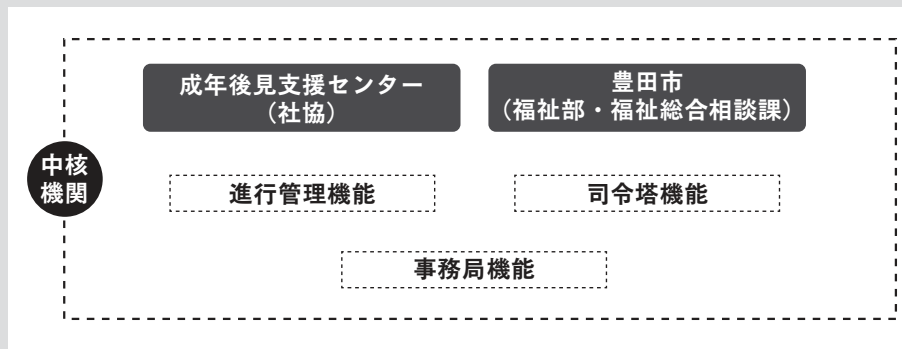 成年後見支援センター
（社協）
豊田市
（福祉部・福祉総合相談課）
中核
機関
進行管理機能
司令塔機能
事務局機能